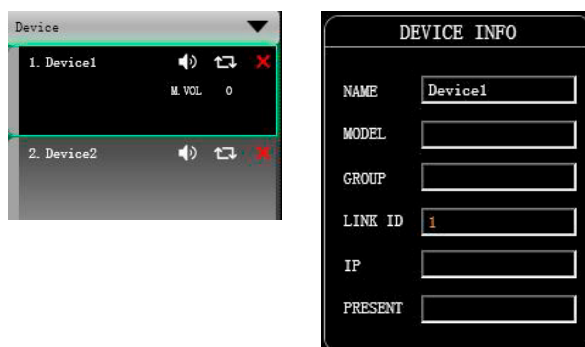 Device
1. Device1
M. VOL 0
2. Device2
DEVICE INFO
NAME Device1
MODEL
GROUP
LINK ID 1
IP
PRESENT